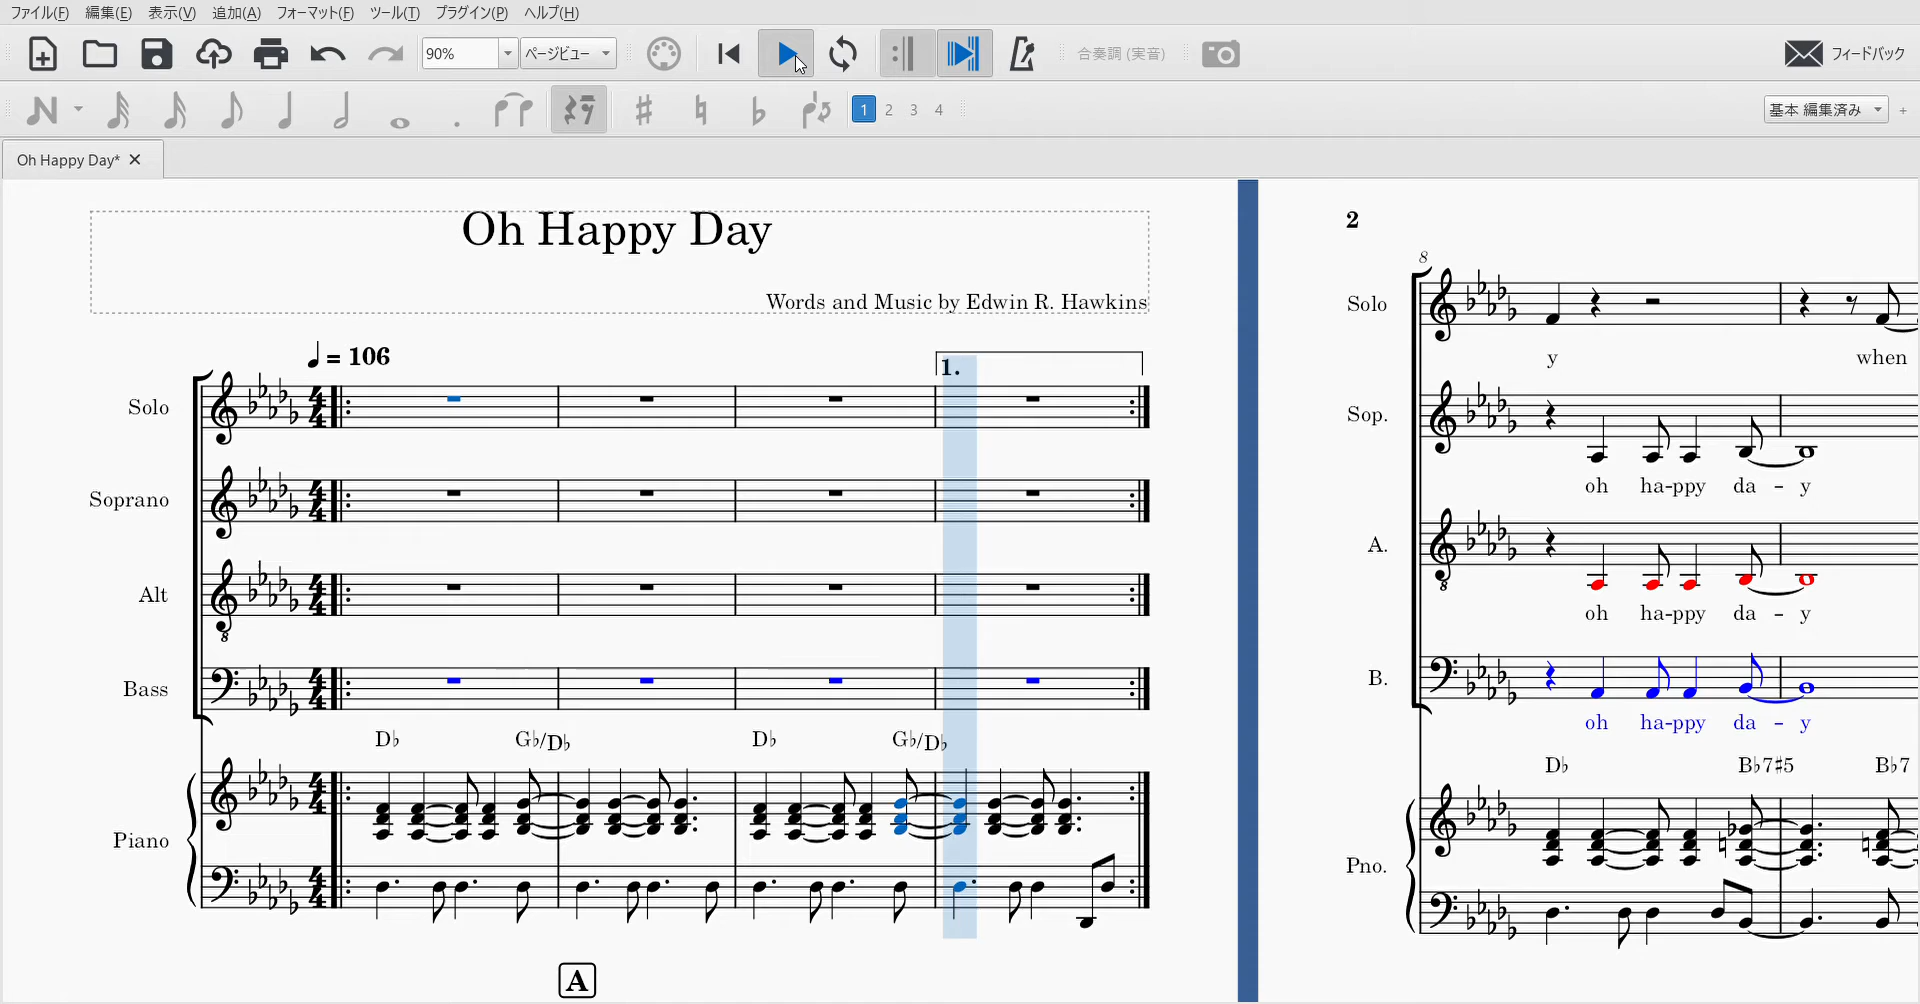 ファイル(F) 編集(E) 表示(V) 追加(A) フォーマット(F) ツール(T) プラグイン(P) ヘルプ(H)
90% ページビュー 合奏調 (実音) フィードバック
1 2 3 4 基本 編集済み +
Oh Happy Day*
Oh Happy Day
Words and Music by Edwin R. Hawkins
♩ = 106
1.
Solo
Soprano
Alt
Bass
D♭ G♭/D♭ D♭ G♭/D♭
Piano
A
2
8
Solo
y when
Sop.
oh ha-ppy da - y
A.
oh ha-ppy da - y
B.
oh ha-ppy da - y
D♭ B♭7♯5 B♭7
Pno.